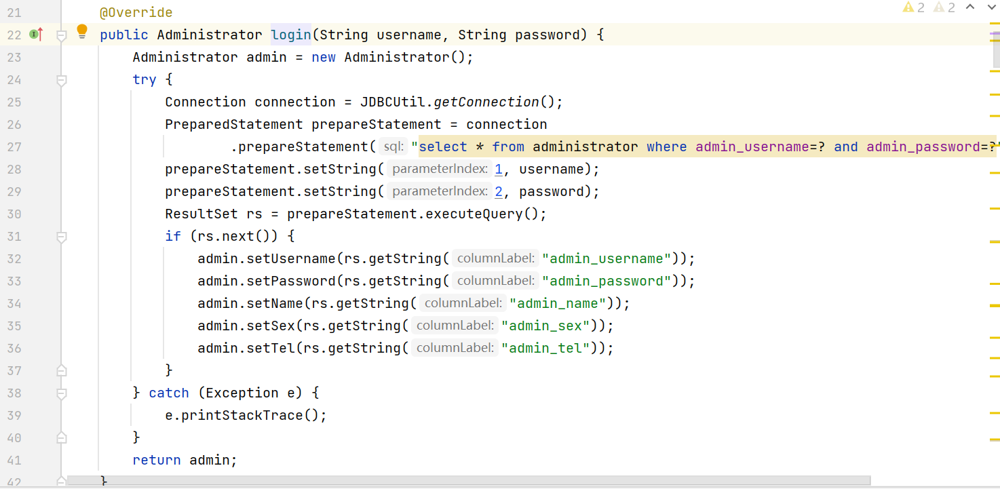 21 @Override 2 2
22 public Administrator login(String username, String password) {
23 Administrator admin = new Administrator();
24 try {
25 Connection connection = JDBCUtil.getConnection();
26 PreparedStatement prepareStatement = connection
27 .prepareStatement( sql: "select * from administrator where admin_username=? and admin_password=?"
28 prepareStatement.setString( parameterIndex: 1, username);
29 prepareStatement.setString( parameterIndex: 2, password);
30 ResultSet rs = prepareStatement.executeQuery();
31 if (rs.next()) {
32 admin.setUsername(rs.getString( columnLabel: "admin_username"));
33 admin.setPassword(rs.getString( columnLabel: "admin_password"));
34 admin.setName(rs.getString( columnLabel: "admin_name"));
35 admin.setSex(rs.getString( columnLabel: "admin_sex"));
36 admin.setTel(rs.getString( columnLabel: "admin_tel"));
37 }
38 } catch (Exception e) {
39 e.printStackTrace();
40 }
41 return admin;
42 }